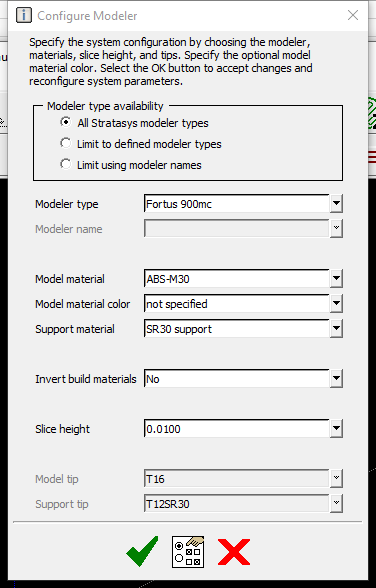 Configure Modeler
Specify the system configuration by choosing the modeler,
materials, slice height, and tips. Specify the optional model
material color. Select the OK button to accept changes and
reconfigure system parameters.
Modeler type availability
All Stratasys modeler types
Limit to defined modeler types
Limit using modeler names
Modeler type Fortus 900mc
Modeler name
Model material ABS-M30
Model material color not specified
Support material SR30 support
Invert build materials No
Slice height 0.0100
Model tip T16
Support tip T12SR30